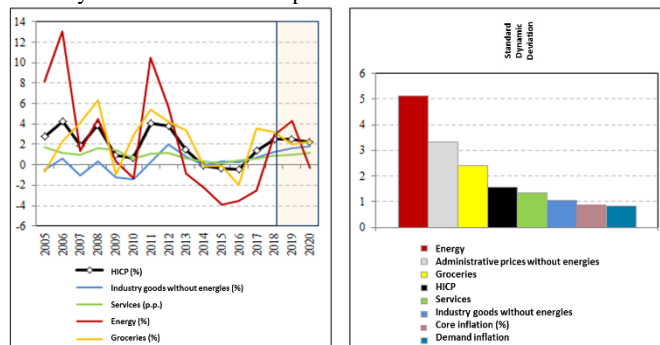 14
12
10
8
6
4
2
0
-2
-4
-6
2005 2006 2007 2008 2009 2010 2011 2012 2013 2014 2015 2016 2017 2018 2019 2020
HICP (%)
Industry goods without energies (%)
Services (p.p.)
Energy (%)
Groceries (%)
Standard
Dynamic
Deviation
6
5
4
3
2
1
0
Energy
Administrative prices without energies
Groceries
HICP
Services
Industry goods without energies
Core inflation (%)
Demand inflation